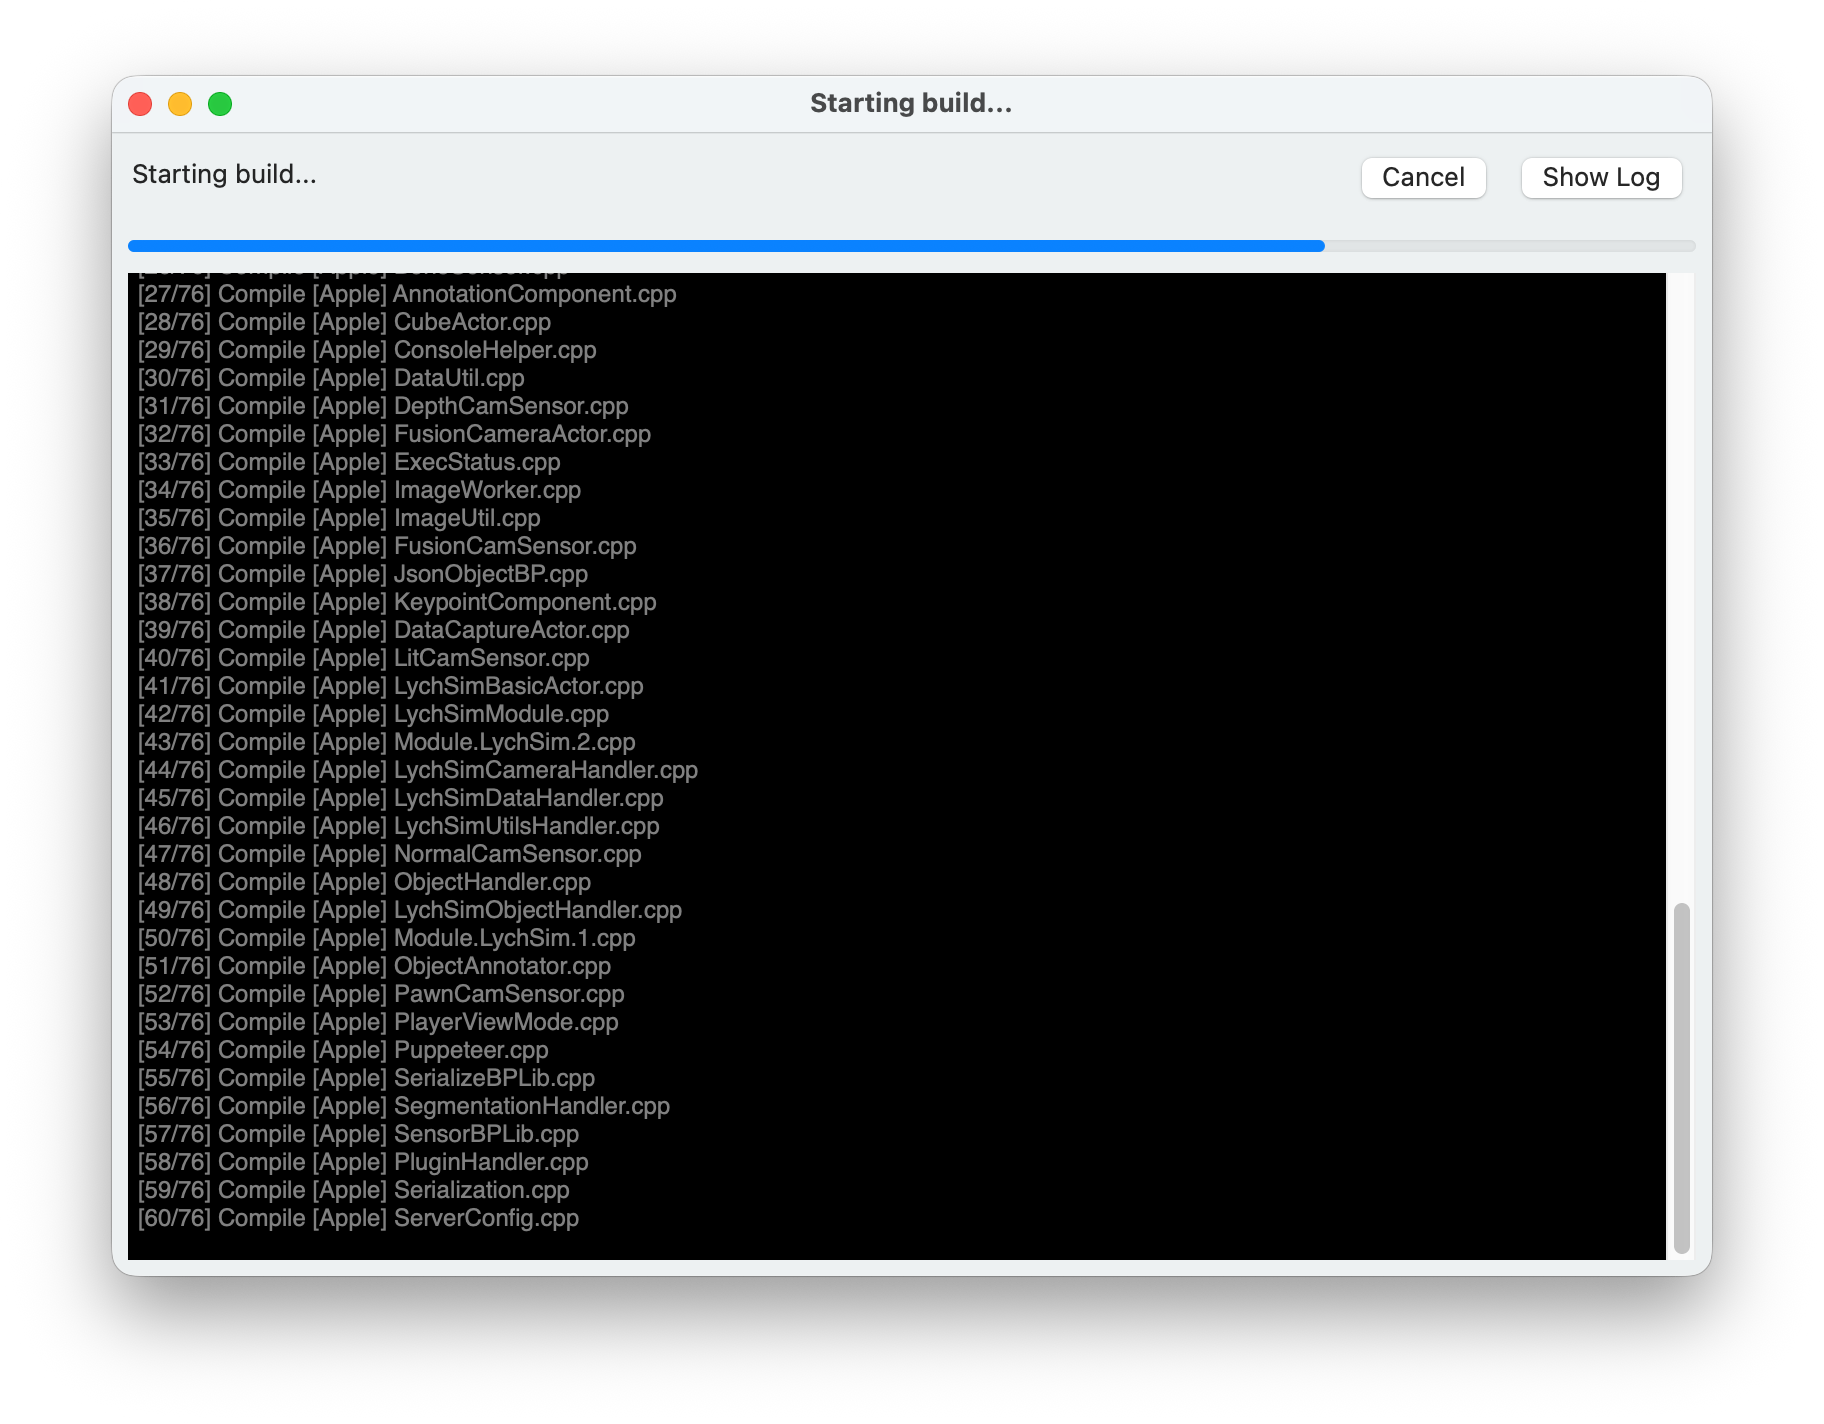 Starting build...
Starting build...
Cancel
Show Log
[27/76] Compile [Apple] AnnotationComponent.cpp
[28/76] Compile [Apple] CubeActor.cpp
[29/76] Compile [Apple] ConsoleHelper.cpp
[30/76] Compile [Apple] DataUtil.cpp
[31/76] Compile [Apple] DepthCamSensor.cpp
[32/76] Compile [Apple] FusionCameraActor.cpp
[33/76] Compile [Apple] ExecStatus.cpp
[34/76] Compile [Apple] ImageWorker.cpp
[35/76] Compile [Apple] ImageUtil.cpp
[36/76] Compile [Apple] FusionCamSensor.cpp
[37/76] Compile [Apple] JsonObjectBP.cpp
[38/76] Compile [Apple] KeypointComponent.cpp
[39/76] Compile [Apple] DataCaptureActor.cpp
[40/76] Compile [Apple] LitCamSensor.cpp
[41/76] Compile [Apple] LychSimBasicActor.cpp
[42/76] Compile [Apple] LychSimModule.cpp
[43/76] Compile [Apple] Module.LychSim.2.cpp
[44/76] Compile [Apple] LychSimCameraHandler.cpp
[45/76] Compile [Apple] LychSimDataHandler.cpp
[46/76] Compile [Apple] LychSimUtilsHandler.cpp
[47/76] Compile [Apple] NormalCamSensor.cpp
[48/76] Compile [Apple] ObjectHandler.cpp
[49/76] Compile [Apple] LychSimObjectHandler.cpp
[50/76] Compile [Apple] Module.LychSim.1.cpp
[51/76] Compile [Apple] ObjectAnnotator.cpp
[52/76] Compile [Apple] PawnCamSensor.cpp
[53/76] Compile [Apple] PlayerViewMode.cpp
[54/76] Compile [Apple] Puppeteer.cpp
[55/76] Compile [Apple] SerializeBPLib.cpp
[56/76] Compile [Apple] SegmentationHandler.cpp
[57/76] Compile [Apple] SensorBPLib.cpp
[58/76] Compile [Apple] PluginHandler.cpp
[59/76] Compile [Apple] Serialization.cpp
[60/76] Compile [Apple] ServerConfig.cpp